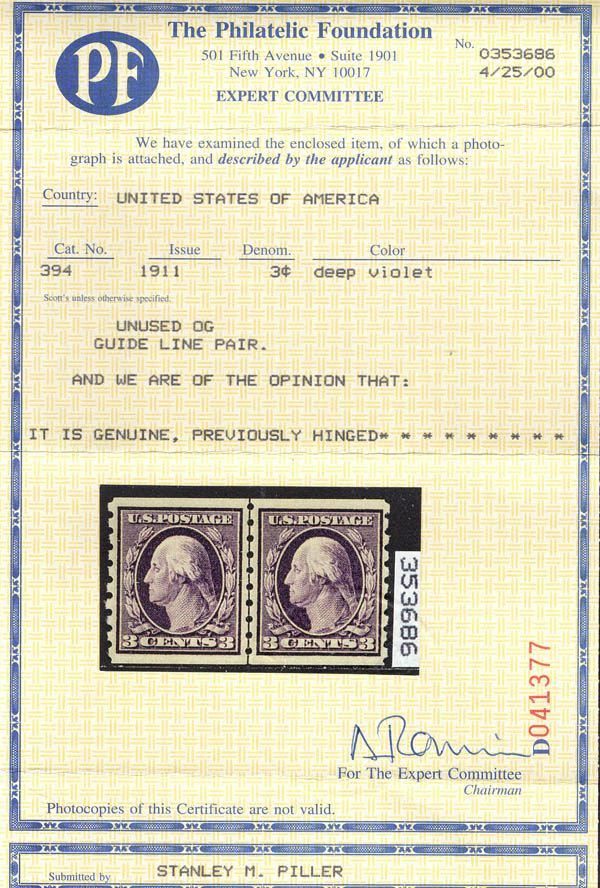 The Philatelic Foundation
501 Fifth Avenue • Suite 1901
New York, NY 10017
EXPERT COMMITTEE
No. 0353686
4/25/00
PF
We have examined the enclosed item, of which a photo-
graph is attached, and described by the applicant as follows:
Country: UNITED STATES OF AMERICA
Cat. No. Issue Denom. Color
394 1911 3¢ deep violet
Scott's unless otherwise specified.
UNUSED OG
GUIDE LINE PAIR.
AND WE ARE OF THE OPINION THAT:
IT IS GENUINE, PREVIOUSLY HINGED* * * * * * * * * *
U.S. POSTAGE U.S. POSTAGE
3 CENTS 3 3 CENTS 3
353686
D041377
For The Expert Committee
Chairman
Photocopies of this Certificate are not valid.
Submitted by STANLEY M. PILLER